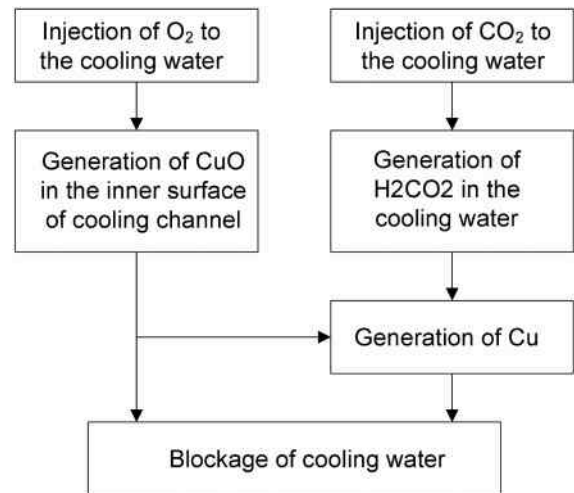 Injection of O₂ to
the cooling water
Injection of CO₂ to
the cooling water
Generation of CuO
in the inner surface
of cooling channel
Generation of
H2CO2 in the
cooling water
Generation of Cu
Blockage of cooling water